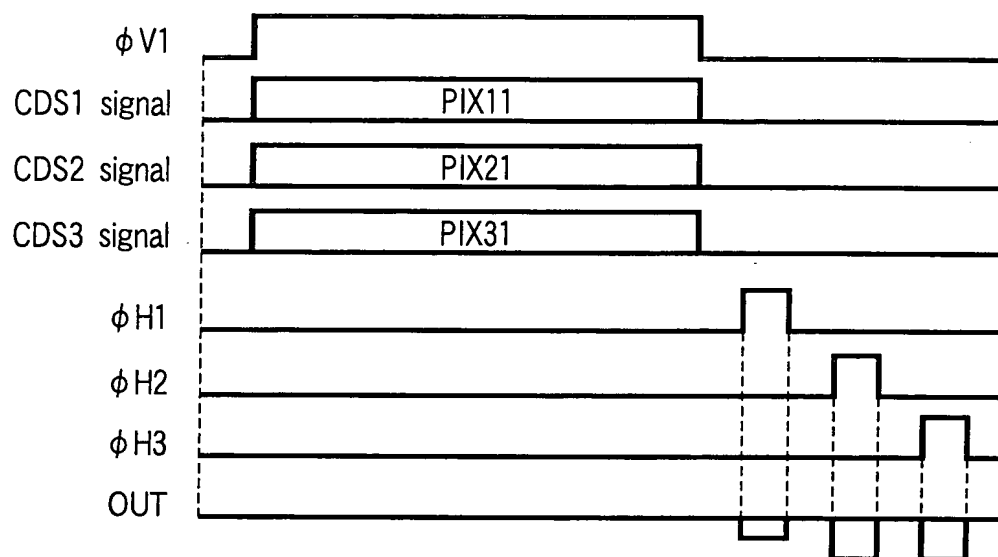 φV1
CDS1 signal PIX11
CDS2 signal PIX21
CDS3 signal PIX31
φH1
φH2
φH3
OUT